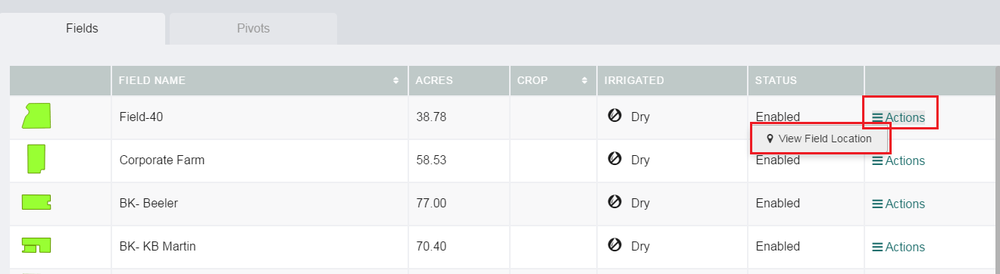 Fields Pivots
FIELD NAME ACRES CROP IRRIGATED STATUS
Field-40 38.78 Dry Enabled Actions
View Field Location
Corporate Farm 58.53 Dry Enabled Actions
BK- Beeler 77.00 Dry Enabled Actions
BK- KB Martin 70.40 Dry Enabled Actions